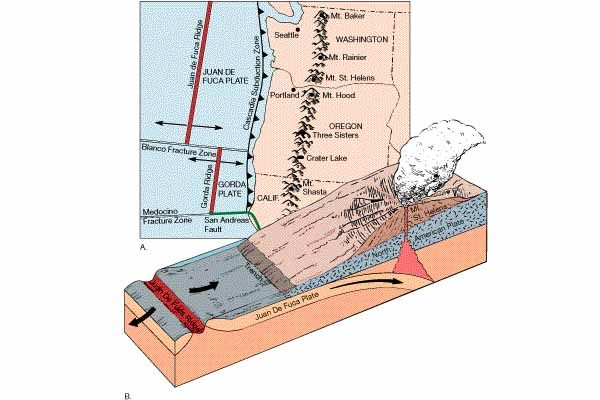 Mt. Baker
Seattle
WASHINGTON
Juan de Fuca Ridge
Cascadia Subduction Zone
Mt. Rainier
JUAN DE
FUCA PLATE
Mt. St. Helens
Portland
Mt. Hood
OREGON
Three Sisters
Blanco Fracture Zone
Crater Lake
Gorda Ridge
GORDA
PLATE
CALIF.
Mt.
Shasta
Medocino
Fracture Zone
San Andreas
Fault
A.
Mt.
St. Helens
North American Plate
Trench
Juan De Fuca Ridge
Juan De Fuca Plate
B.